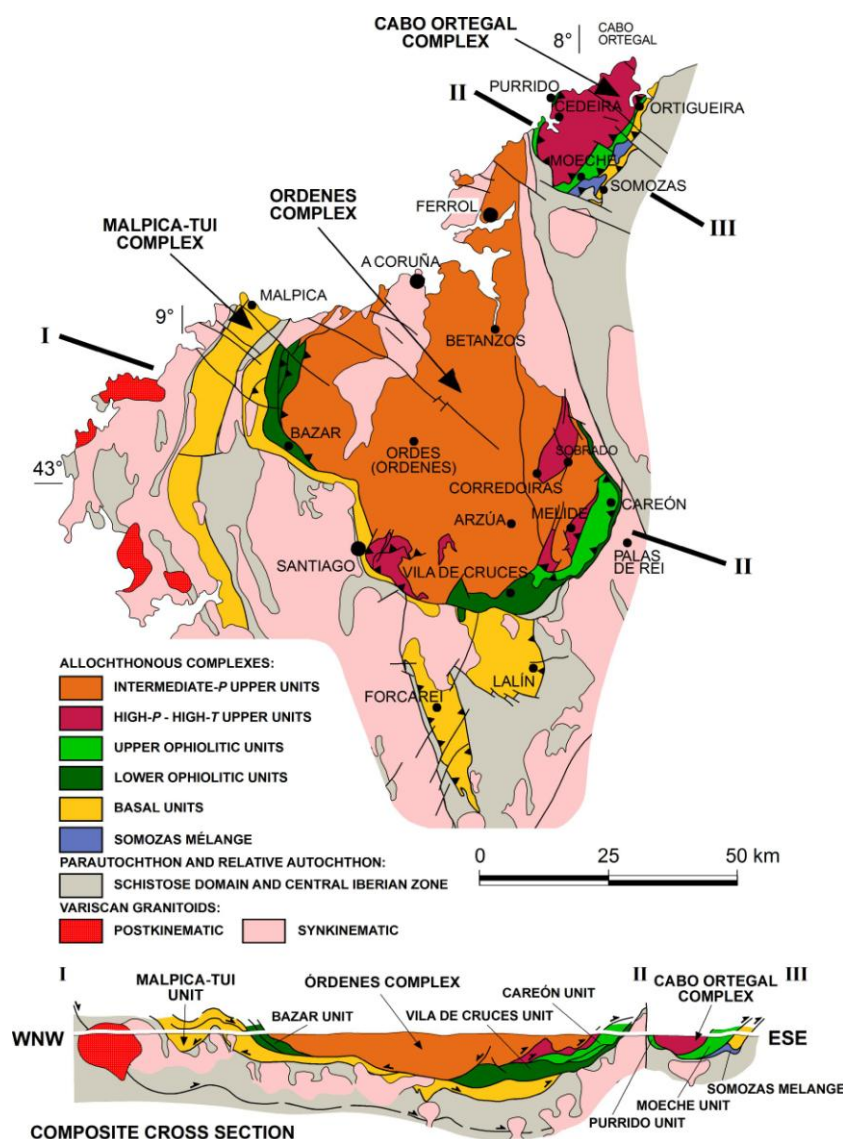 CABO ORTEGAL
COMPLEX
8°
CABO
ORTEGAL
PURRIDO
II
CEDEIRA
ORTIGUEIRA
MOECHE
SOMOZAS
III
ORDENES
COMPLEX
FERROL
MALPICA-TUI
COMPLEX
A CORUÑA
MALPICA
9°
I
BETANZOS
BAZAR
ORDES
(ORDENES)
SOBRADO
43°
CORREDOIRAS
CAREÓN
ARZÚA
MELIDE
SANTIAGO
VILA DE CRUCES
PALAS
DE REI
II
LALÍN
FORCAREI
ALLOCHTHONOUS COMPLEXES:
INTERMEDIATE-P UPPER UNITS
HIGH-P - HIGH-T UPPER UNITS
UPPER OPHIOLITIC UNITS
LOWER OPHIOLITIC UNITS
BASAL UNITS
SOMOZAS MÉLANGE
PARAUTOCHTHON AND RELATIVE AUTOCHTHON:
SCHISTOSE DOMAIN AND CENTRAL IBERIAN ZONE
VARISCAN GRANITOIDS:
POSTKINEMATIC SYNKINEMATIC
0 25 50 km
I
II
III
MALPICA-TUI
UNIT
ÓRDENES COMPLEX
CAREÓN UNIT
CABO ORTEGAL
COMPLEX
BAZAR UNIT
VILA DE CRUCES UNIT
WNW
ESE
SOMOZAS MELANGE
MOECHE UNIT
PURRIDO UNIT
COMPOSITE CROSS SECTION